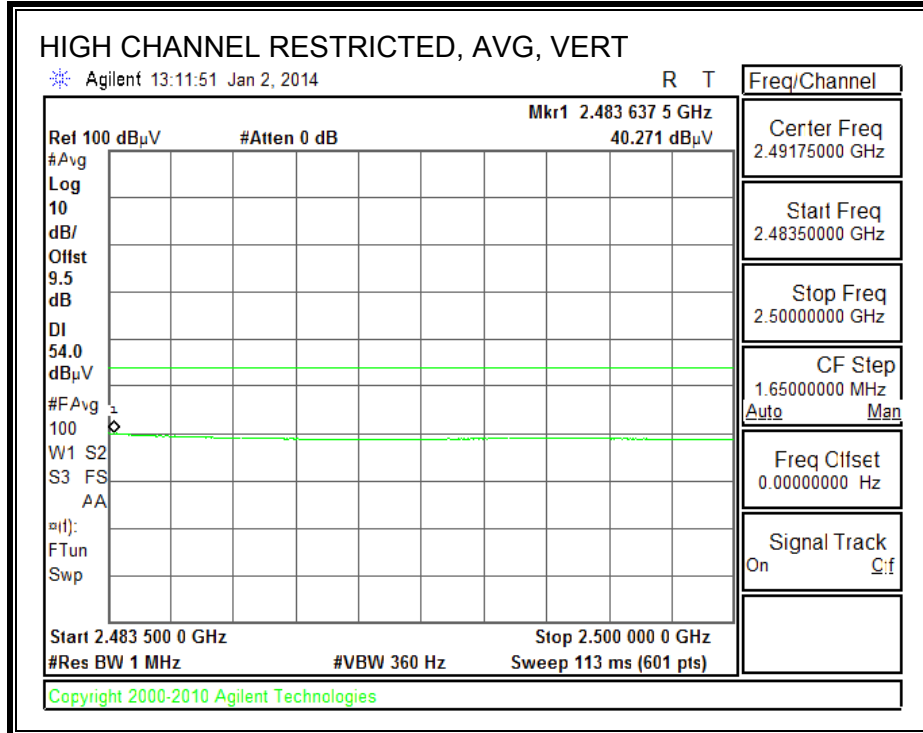 HIGH CHANNEL RESTRICTED, AVG, VERT
Agilent 13:11:51 Jan 2, 2014
R T
Freq/Channel
Mkr1 2.483 637 5 GHz
Ref 100 dBµV #Atten 0 dB 40.271 dBµV
#Avg
Log
10
dB/
Offst
9.5
dB
DI
54.0
dBµV
#FAvg
100
W1 S2
S3 FS
AA
¤(f):
FTun
Swp
1
Start 2.483 500 0 GHz Stop 2.500 000 0 GHz
#Res BW 1 MHz #VBW 360 Hz Sweep 113 ms (601 pts)
Center Freq
2.49175000 GHz
Start Freq
2.48350000 GHz
Stop Freq
2.50000000 GHz
CF Step
1.65000000 MHz
Auto Man
Freq Offset
0.00000000 Hz
Signal Track
On Off
Copyright 2000-2010 Agilent Technologies